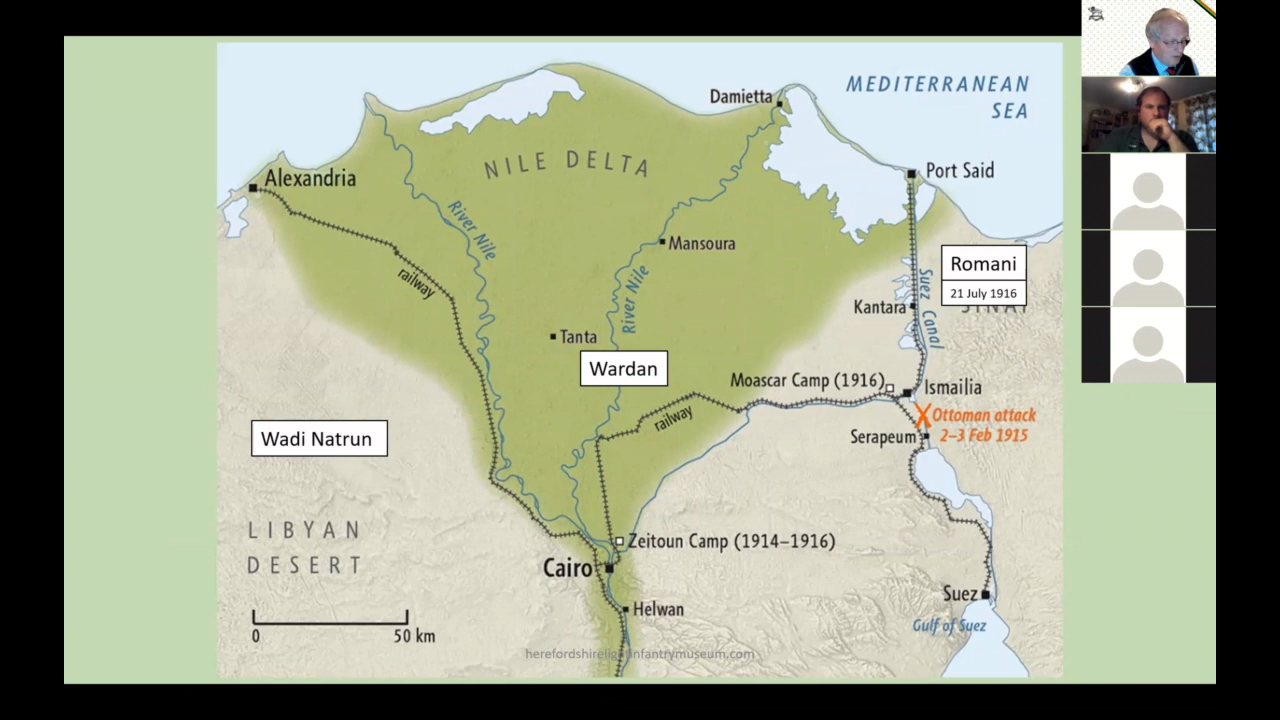 MEDITERRANEAN
SEA
Damietta
NILE DELTA
Alexandria
Port Said
River Nile
Mansoura
River Nile
railway
Romani
21 July 1916
Suez Canal
Kantara
Tanta
Wardan
Moascar Camp (1916)
Ismailia
railway
Ottoman attack
2–3 Feb 1915
Serapeum
Wadi Natrun
LIBYAN
DESERT
Zeitoun Camp (1914–1916)
Cairo
Suez
Helwan
Gulf of Suez
0 50 km